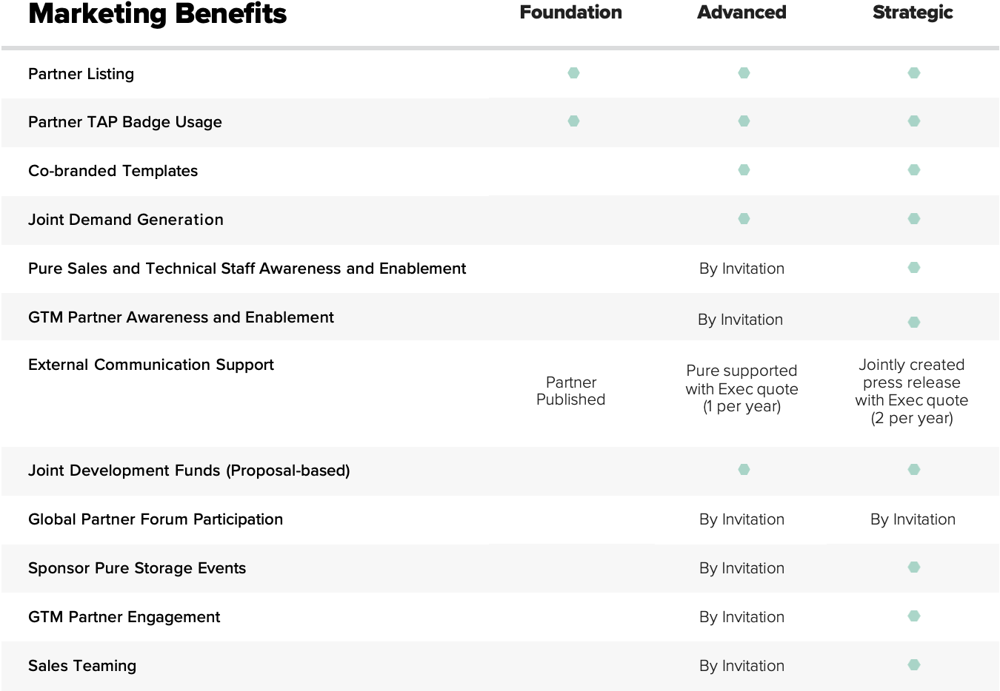 Marketing Benefits Foundation Advanced Strategic
Partner Listing
Partner TAP Badge Usage
Co-branded Templates
Joint Demand Generation
Pure Sales and Technical Staff Awareness and Enablement By Invitation
GTM Partner Awareness and Enablement By Invitation
External Communication Support
Partner
Published
Pure supported
with Exec quote
(1 per year)
Jointly created
press release
with Exec quote
(2 per year)
Joint Development Funds (Proposal-based)
Global Partner Forum Participation By Invitation By Invitation
Sponsor Pure Storage Events By Invitation
GTM Partner Engagement By Invitation
Sales Teaming By Invitation